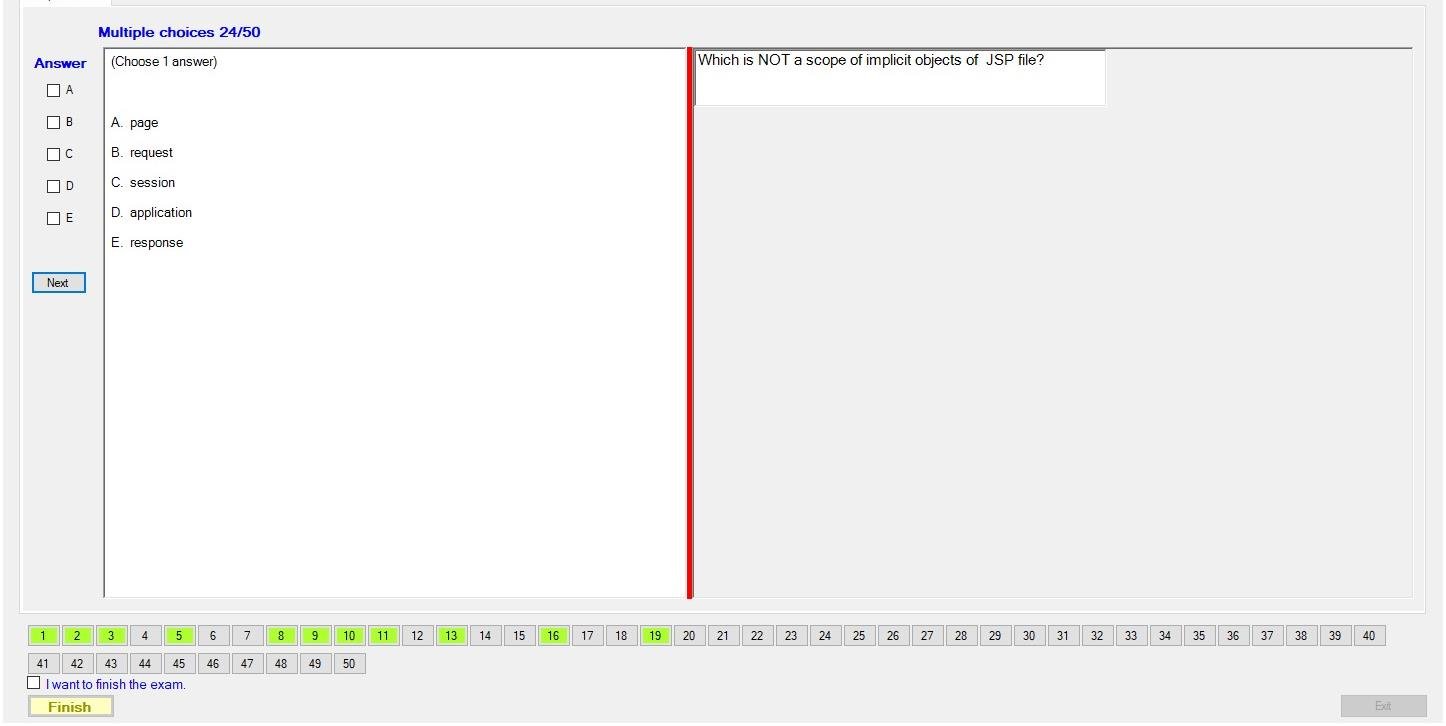 Multiple choices 24/50
Answer
A
B
C
D
E
Next
(Choose 1 answer)
A. page
B. request
C. session
D. application
E. response
Which is NOT a scope of implicit objects of JSP file?
1 2 3 4 5 6 7 8 9 10 11 12 13 14 15 16 17 18 19 20 21 22 23 24 25 26 27 28 29 30 31 32 33 34 35 36 37 38 39 40
41 42 43 44 45 46 47 48 49 50
I want to finish the exam.
Finish
Exit